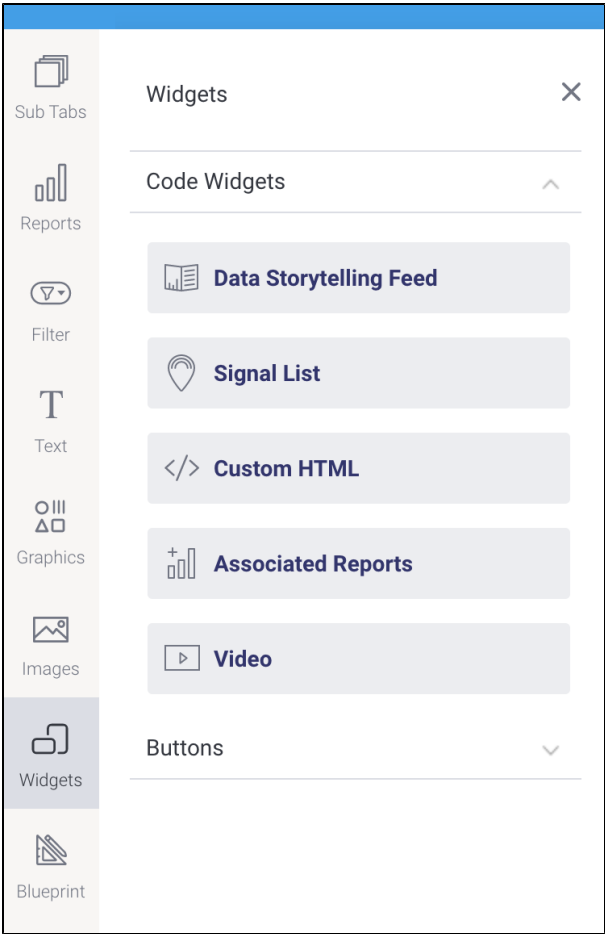 Sub Tabs
Reports
Filter
Text
Graphics
Images
Widgets
Blueprint
Widgets
Code Widgets
Data Storytelling Feed
Signal List
Custom HTML
Associated Reports
Video
Buttons